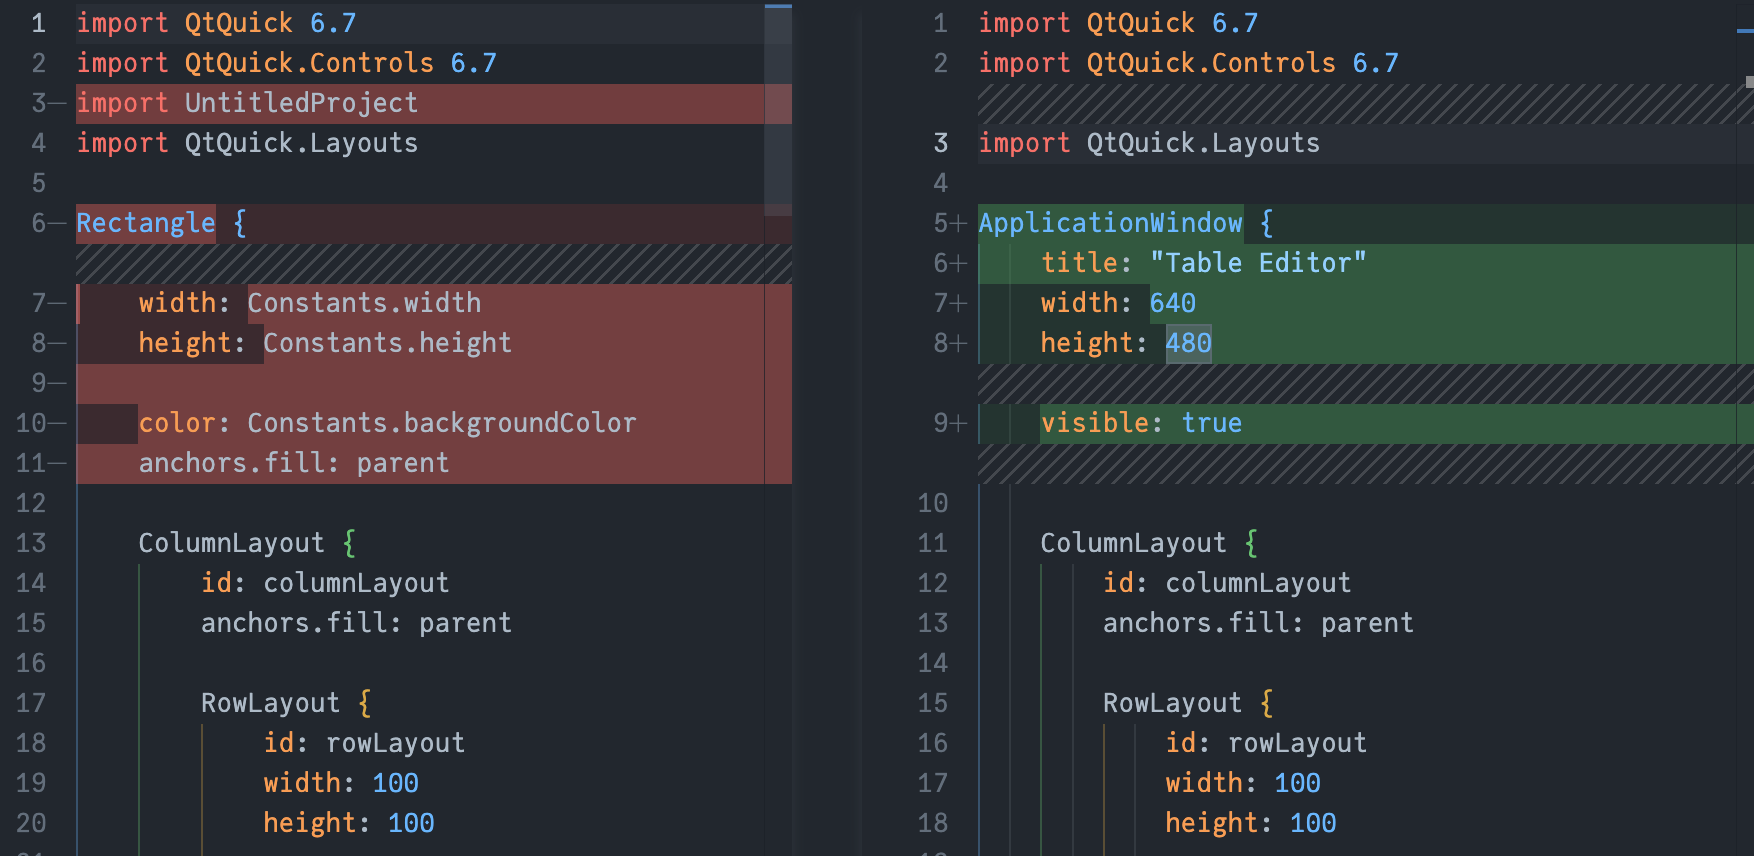 1 import QtQuick 6.7
2 import QtQuick.Controls 6.7
3— import UntitledProject
4 import QtQuick.Layouts
5
6— Rectangle {
7—     width: Constants.width
8—     height: Constants.height
9—
10—     color: Constants.backgroundColor
11—     anchors.fill: parent
12
13     ColumnLayout {
14         id: columnLayout
15         anchors.fill: parent
16
17         RowLayout {
18             id: rowLayout
19             width: 100
20             height: 100
1 import QtQuick 6.7
2 import QtQuick.Controls 6.7
3 import QtQuick.Layouts
4
5+ ApplicationWindow {
6+     title: "Table Editor"
7+     width: 640
8+     height: 480
9+     visible: true
10
11     ColumnLayout {
12         id: columnLayout
13         anchors.fill: parent
14
15         RowLayout {
16             id: rowLayout
17             width: 100
18             height: 100